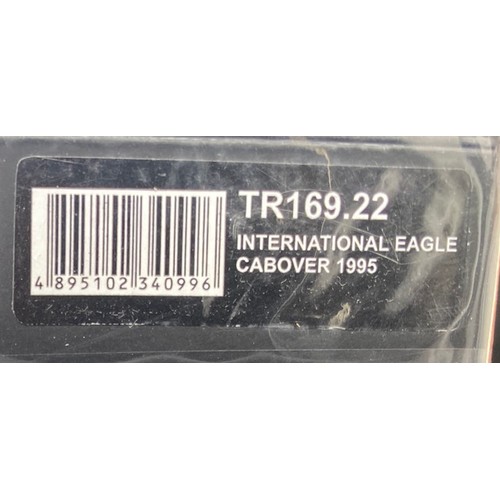 TR169.22
INTERNATIONAL EAGLE
CABOVER 1995
4 895102 340996